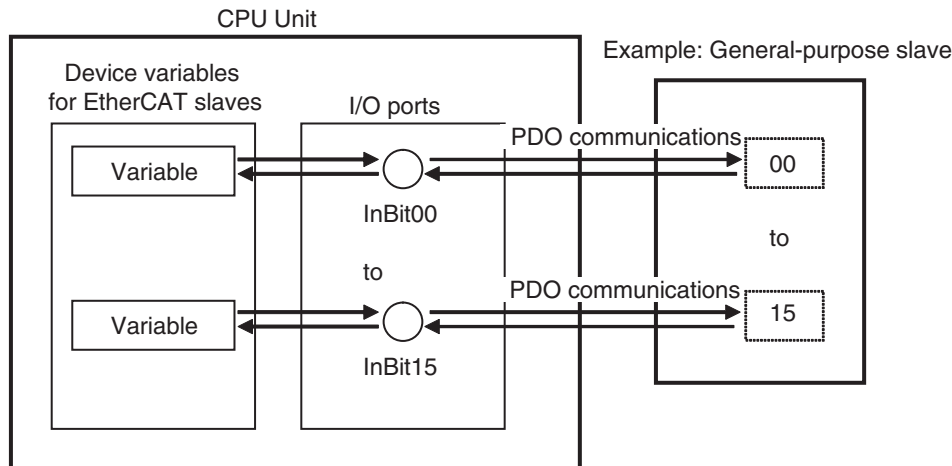 CPU Unit
Example: General-purpose slave
Device variables
for EtherCAT slaves
I/O ports
PDO communications
Variable
00
InBit00
to
to
PDO communications
Variable
15
InBit15